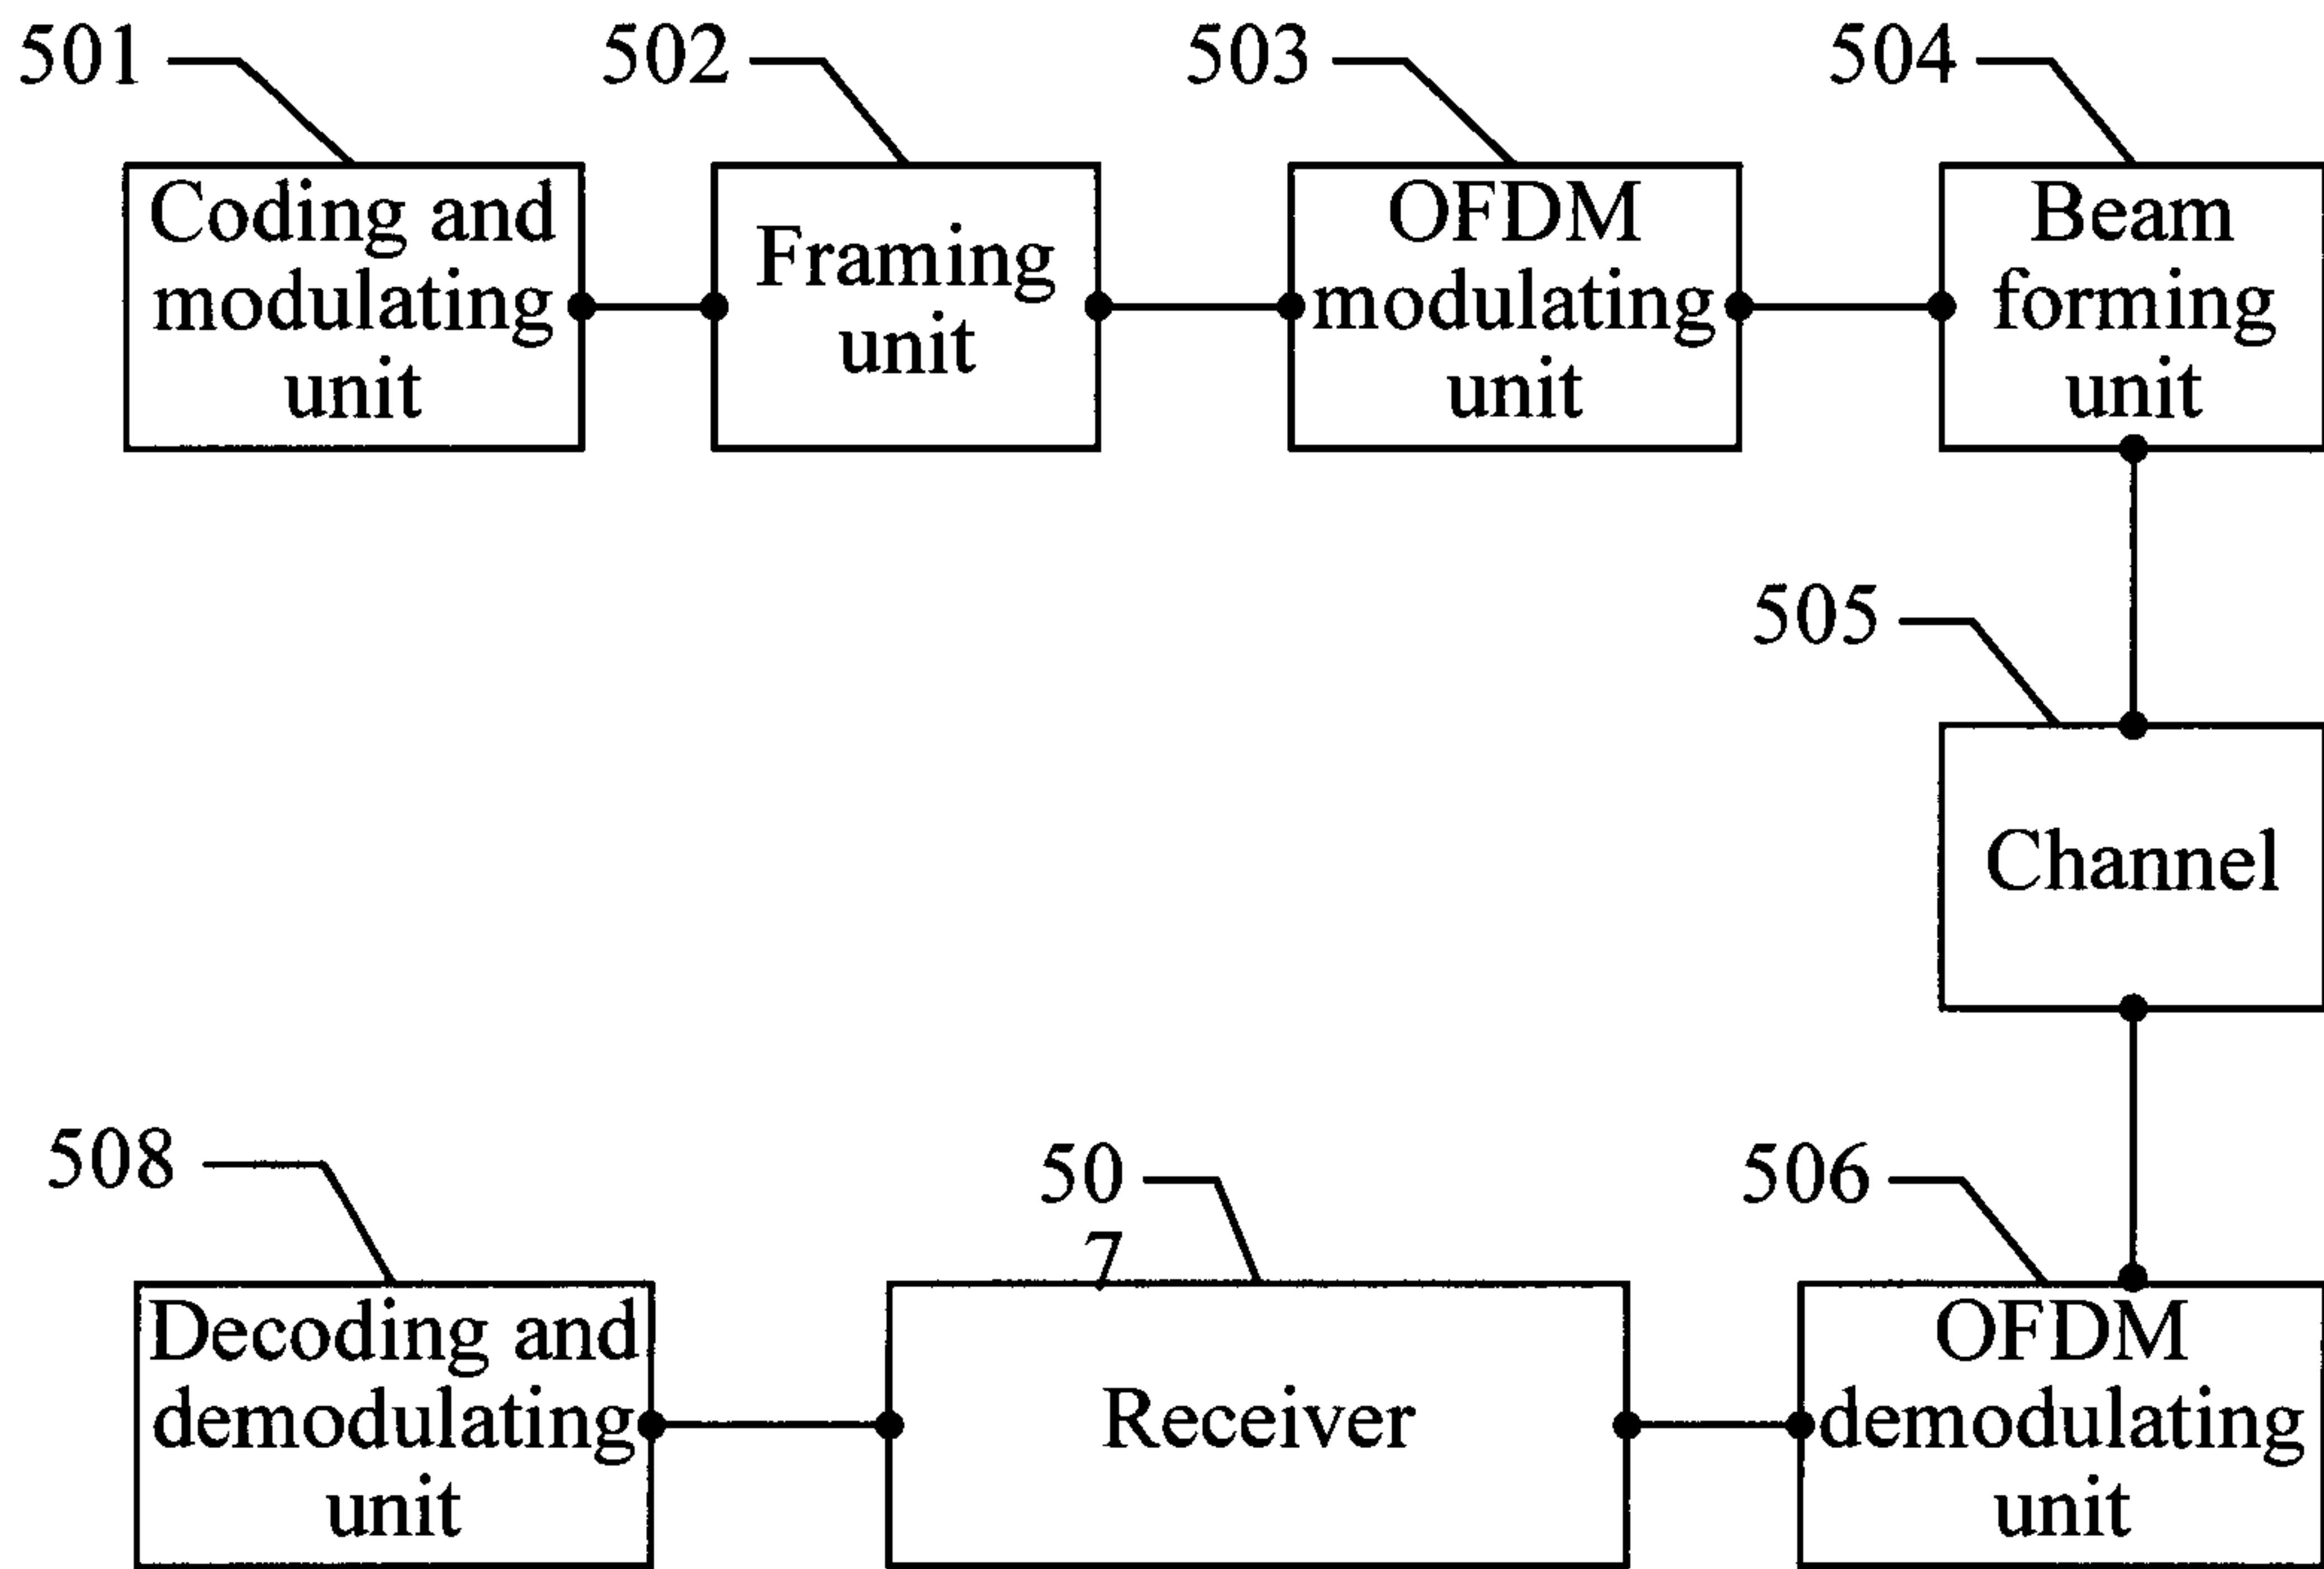 501
502
503
504
Coding and
modulating
unit
Framing
unit
OFDM
modulating
unit
Beam
forming
unit
505
Channel
508
50
7
506
Decoding and
demodulating
unit
Receiver
OFDM
demodulating
unit